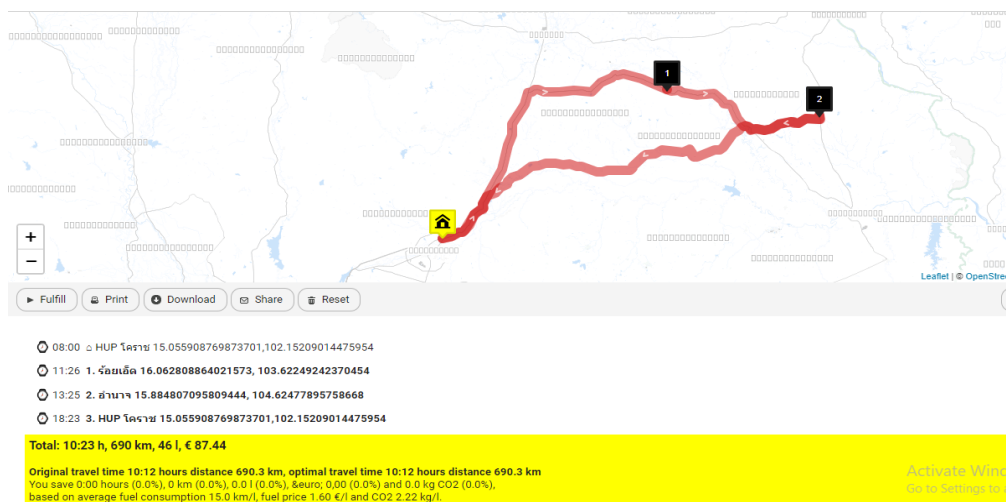 1
2
+
−
Leaflet | © OpenStre
Fulfill Print Download Share Reset
08:00 HUP โคราช 15.055908769873701,102.15209014475954
11:26 1. ร้อยเอ็ด 16.062808864021573, 103.62249242370454
13:25 2. อำนาจ 15.884807095809444, 104.62477895758668
18:23 3. HUP โคราช 15.055908769873701,102.15209014475954
Total: 10:23 h, 690 km, 46 l, € 87.44
Original travel time 10:12 hours distance 690.3 km, optimal travel time 10:12 hours distance 690.3 km
You save 0:00 hours (0.0%), 0 km (0.0%), 0.0 l (0.0%), &euro; 0,00 (0.0%) and 0.0 kg CO2 (0.0%),
based on average fuel consumption 15.0 km/l, fuel price 1.60 €/l and CO2 2.22 kg/l.
Activate Wind
Go to Settings to